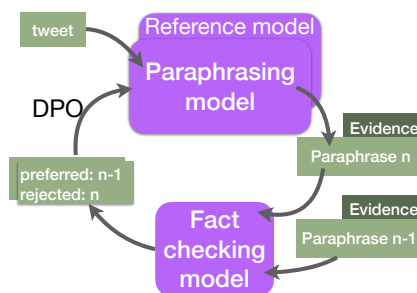 tweet
Reference model
Paraphrasing
model
DPO
Evidence
Paraphrase n
preferred: n-1
rejected: n
Evidence
Paraphrase n-1
Fact
checking
model